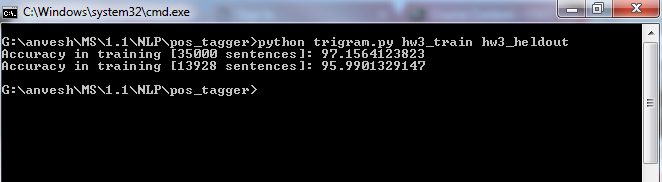 C:\Windows\system32\cmd.exe
G:\anvesh\MS\1.1\NLP\pos_tagger>python trigram.py hw3_train hw3_heldout
Accuracy in training [35000 sentences]: 97.1564123823
Accuracy in training [13928 sentences]: 95.9901329147
G:\anvesh\MS\1.1\NLP\pos_tagger>